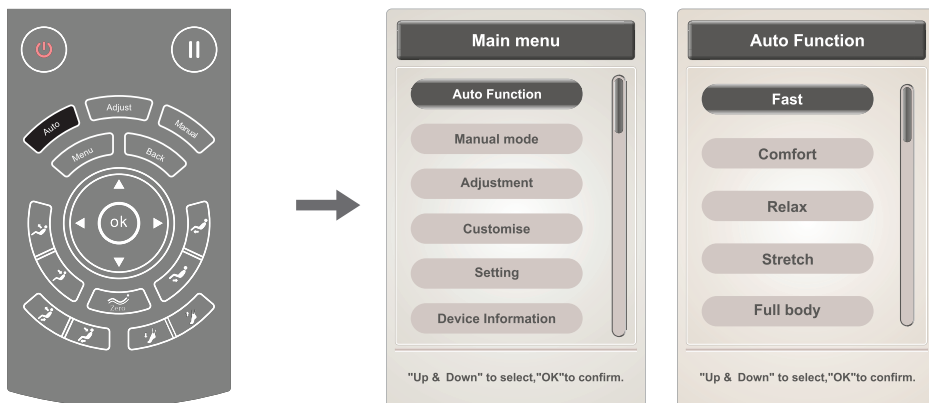 Adjust
Auto
Manual
Menu
Back
ok
Zero
Main menu
Auto Function
Manual mode
Adjustment
Customise
Setting
Device Information
"Up & Down" to select,"OK"to confirm.
Auto Function
Fast
Comfort
Relax
Stretch
Full body
"Up & Down" to select,"OK"to confirm.